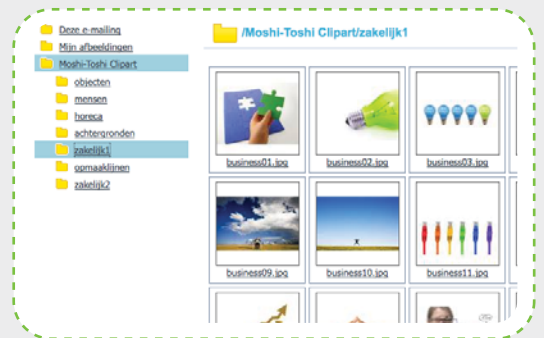 Deze e-mailing
Mijn afbeeldingen
Moshi-Toshi Clipart
objecten
mensen
horeca
achtergronden
zakelijk1
opmaaklijnen
zakelijk2
/Moshi-Toshi Clipart/zakelijk1
business01.jpg
business02.jpg
business03.jpg
business09.jpg
business10.jpg
business11.jpg